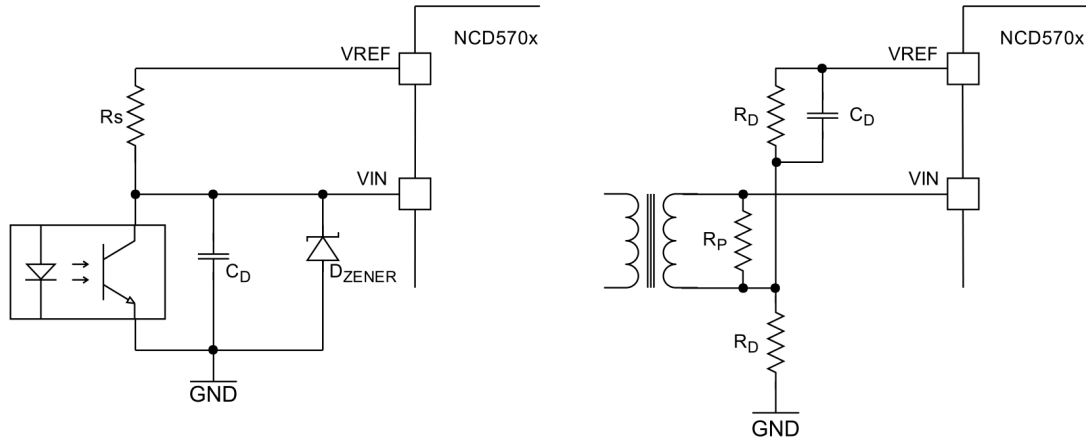 NCD570x
VREF
Rs
VIN
CD
DZENER
GND
NCD570x
VREF
RD
CD
VIN
RP
RD
GND